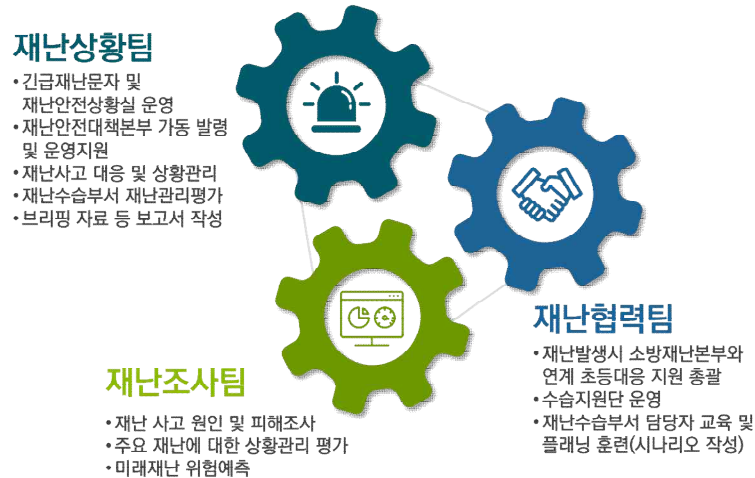 재난상황팀
•긴급재난문자 및
재난안전상황실 운영
•재난안전대책본부 가동 발령
및 운영지원
•재난사고 대응 및 상황관리
•재난수습부서 재난관리평가
•브리핑 자료 등 보고서 작성
재난협력팀
•재난발생시 소방재난본부와
연계 초등대응 지원 총괄
•수습지원단 운영
•재난수습부서 담당자 교육 및
플래닝 훈련(시나리오 작성)
재난조사팀
•재난 사고 원인 및 피해조사
•주요 재난에 대한 상황관리 평가
•미래재난 위험예측